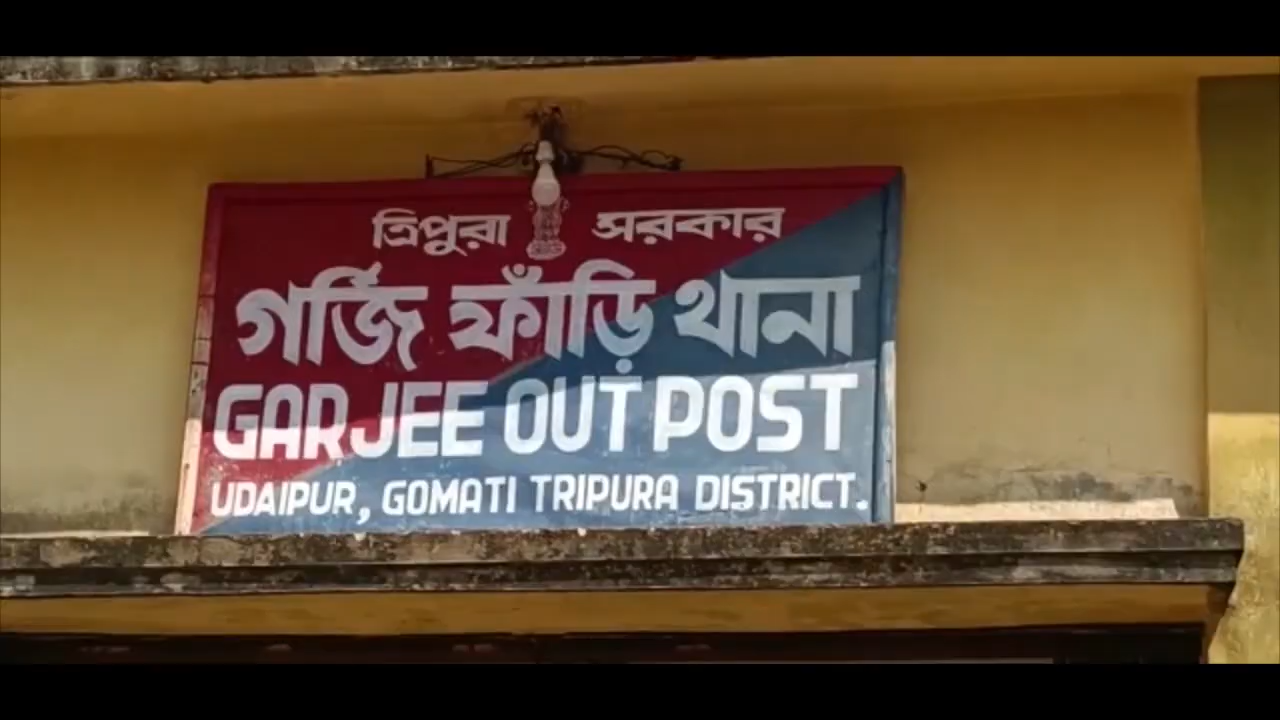 ত্রিপুরা সরকার
গর্জি ফাঁড়ি থানা
GARJEE OUT POST
UDAIPUR, GOMATI TRIPURA DISTRICT.